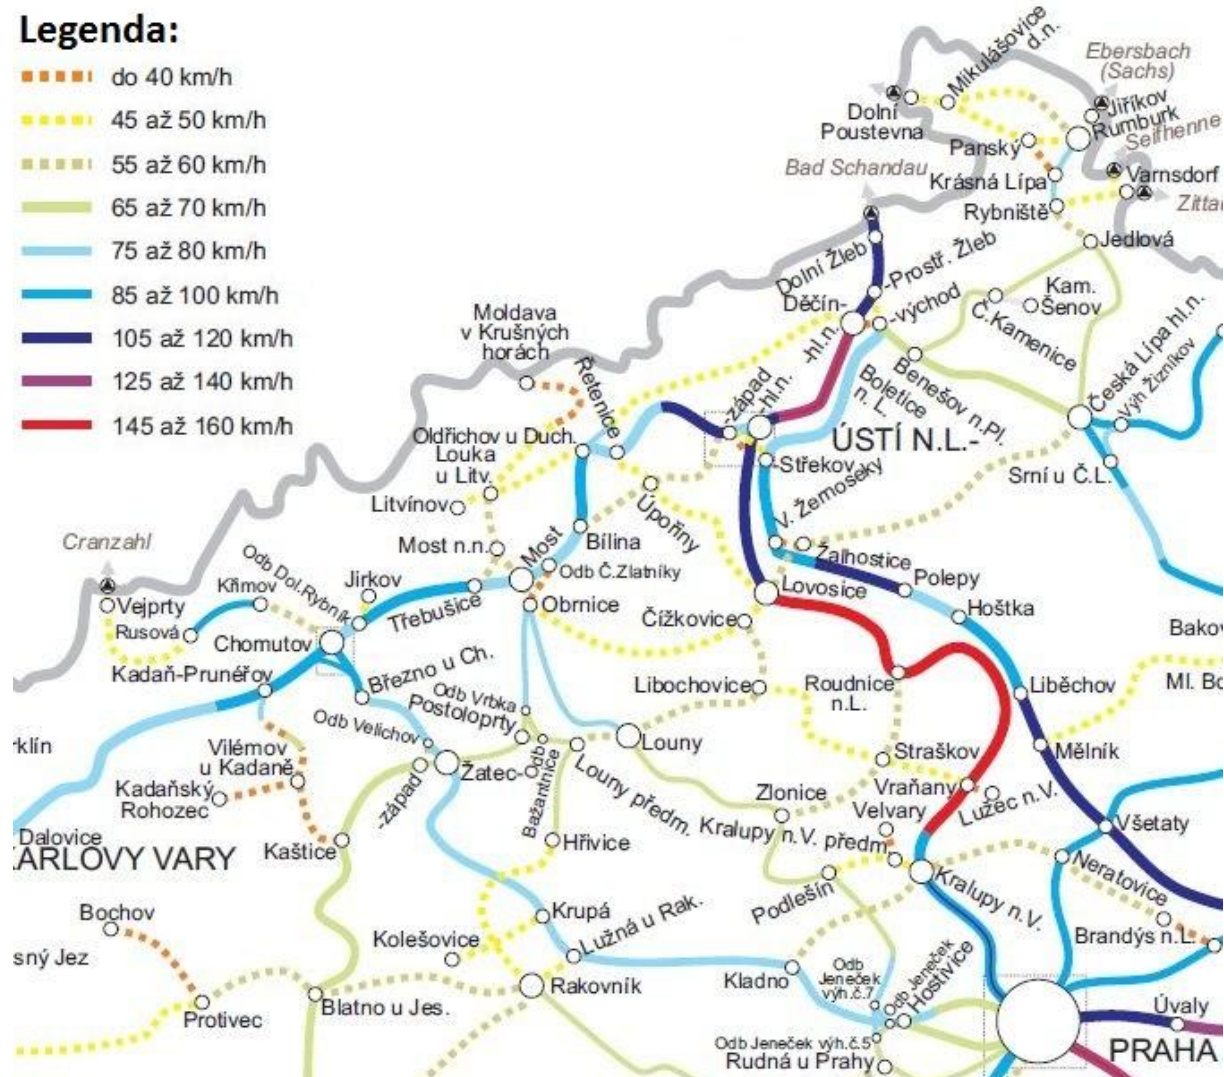 Legenda:
do 40 km/h
45 až 50 km/h
55 až 60 km/h
65 až 70 km/h
75 až 80 km/h
85 až 100 km/h
105 až 120 km/h
125 až 140 km/h
145 až 160 km/h
Mikulášovice
d.n.
Ebersbach
(Sachs)
Jiříkov
Rumburk
Seifhenne
Dolní
Poustevna
Panský
Bad Schandau
Krásná Lípa
Varnsdorf
Rybniště
Zitta
Jedlová
Dolní Žleb
Prostř. Žleb
Děčín-
-východ
-hl.n.
Kam.
Šenov
Č.Kamenice
Moldava
v Krušných
horách
Řetenice
-západ
-hl.n.
Boletice
n. L.
Benešov n.Pl.
Česká Lípa hl.n.
Výh Žizníkov
Oldřichov u Duch.
Louka
u Litv.
ÚSTÍ N.L.-
-Střekov
Srní u Č.L.
Litvínov
Úpořiny
V. Žernoseky
Cranzahl
Most n.n.
Most
Bílina
Žalhostice
Odb Dol.Rybník
Jirkov
Odb Č.Zlatníky
Křimov
Polepy
Vejprty
Třebušice
Obrnice
Lovosice
Hoštka
Rusová
Chomutov
Čížkovice
Bakov
Kadaň-Prunéřov
Březno u Ch.
Libochovice
Roudnice
n.L.
Liběchov
Ml. Bo
Odb Vrbka
Postoloprty
Odb Velichov
rklín
Vilémov
u Kadaně
Louny
Straškov
Mělník
Žatec-
-západ
Odb
Bažantnice
Louny předm.
Kadaňský
Rohozec
Zlonice
Vraňany
Lužec n.V.
Velvary
Dalovice
KARLOVY VARY
Kaštice
Hřivice
Kralupy n.V. předm.
Všetaty
Neratovice
Podlešín
Kralupy n.V.
Bochov
Krupá
Lužná u Rak.
Kolešovice
Brandýs n.L.
sný Jez
Kladno
Odb
Jeneček
výh.č.7
Odb Jeneček
Hostivice
Rakovník
Blatno u Jes.
Protivec
Úvaly
Odb Jeneček výh.č.5
Rudná u Prahy
PRAHA